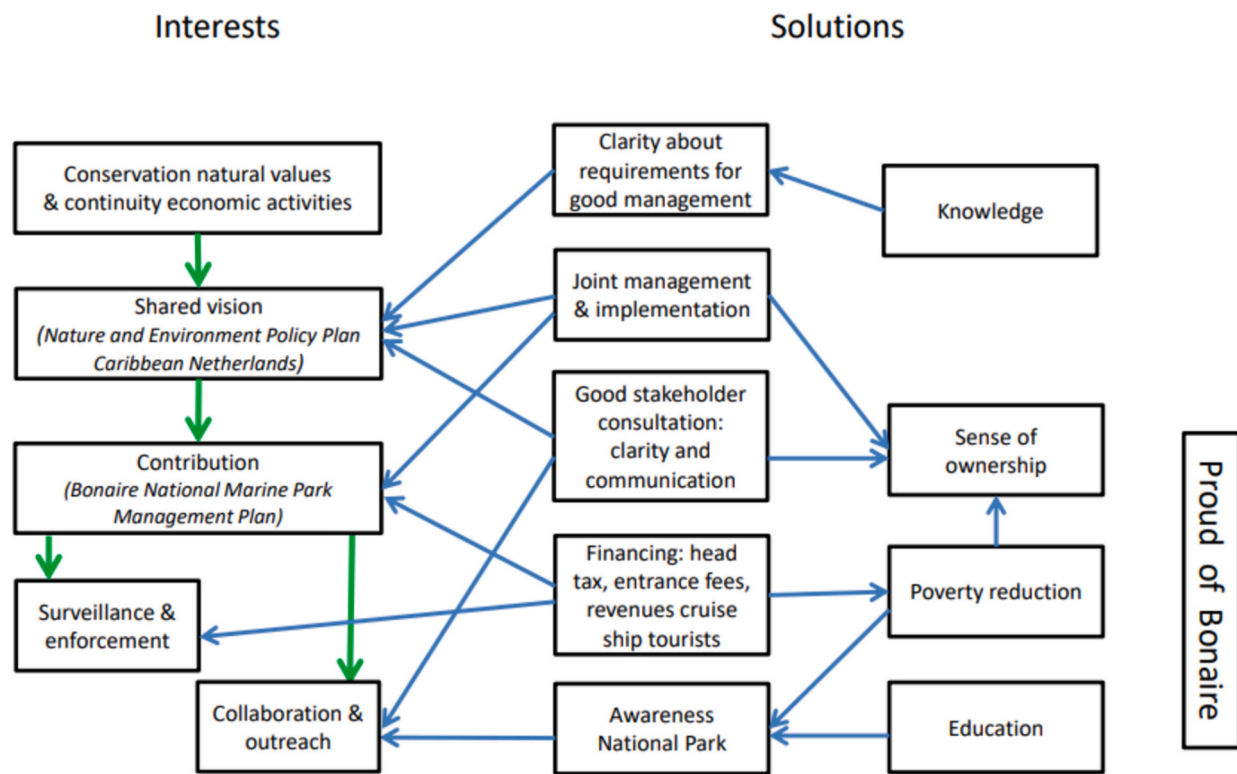 Interests
Solutions
Conservation natural values
& continuity economic activities
Shared vision
(Nature and Environment Policy Plan
Caribbean Netherlands)
Contribution
(Bonaire National Marine Park
Management Plan)
Surveillance &
enforcement
Collaboration &
outreach
Clarity about
requirements for
good management
Joint management
& implementation
Good stakeholder
consultation:
clarity and
communication
Financing: head
tax, entrance fees,
revenues cruise
ship tourists
Awareness
National Park
Knowledge
Sense of
ownership
Poverty reduction
Education
Proud of Bonaire